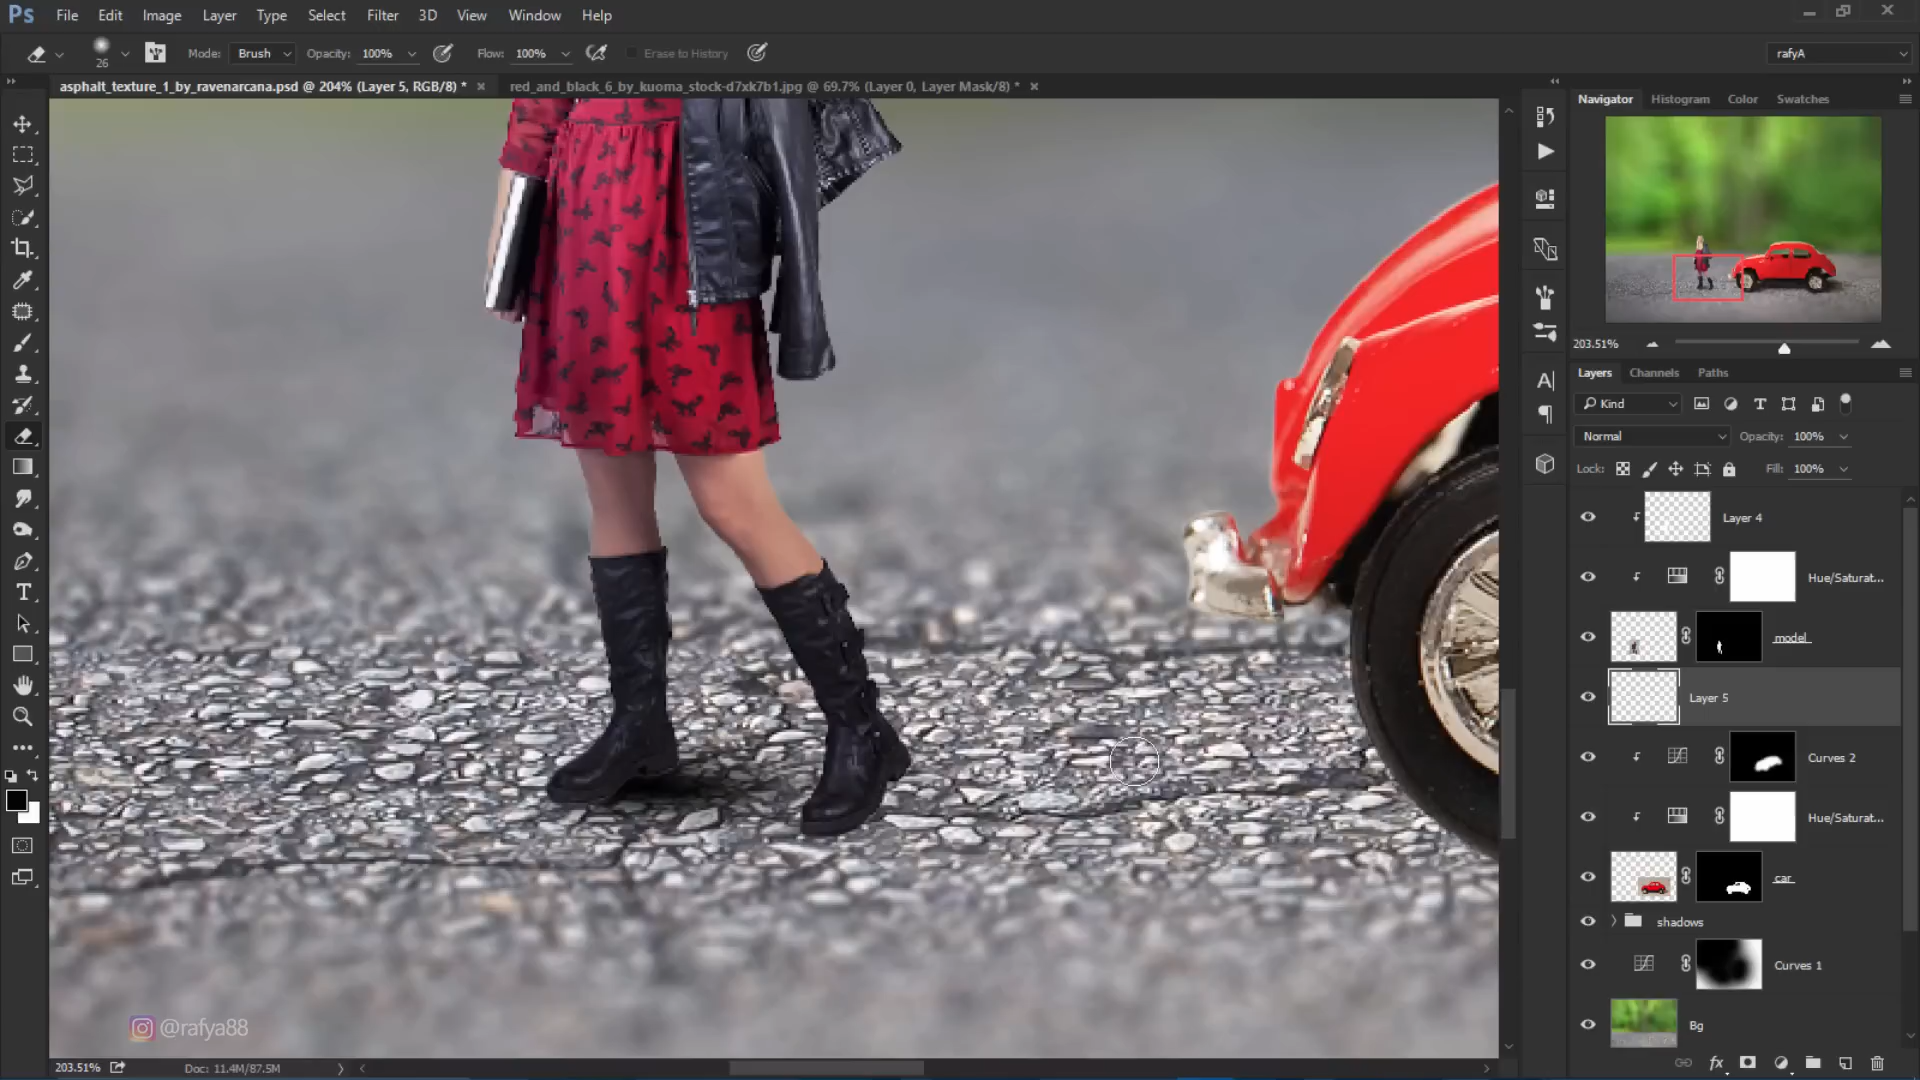 Ps File Edit Image Layer Type Select Filter 3D View Window Help
26 Mode: Brush Opacity: 100% Flow: 100% Erase to History rafyA
asphalt_texture_1_by_ravenarcana.psd @ 204% (Layer 5, RGB/8) * × red_and_black_6_by_kuoma_stock-d7xk7b1.jpg @ 69.7% (Layer 0, Layer Mask/8) * ×
Navigator Histogram Color Swatches
203.51%
Layers Channels Paths
Kind
Normal Opacity: 100%
Lock: Fill: 100%
Layer 4
Hue/Saturat...
model
Layer 5
Curves 2
Hue/Saturat...
car
shadows
Curves 1
Bg
@rafya88
203.51% Doc: 11.4M/87.5M